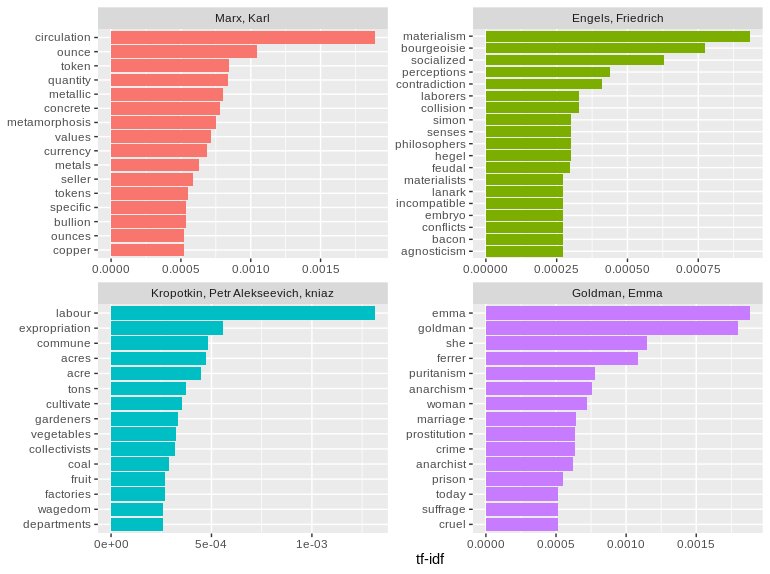 Marx, Karl
circulation
ounce
token
quantity
metallic
concrete
metamorphosis
values
currency
metals
seller
tokens
specific
bullion
ounces
copper
0.0000 0.0005 0.0010 0.0015
Engels, Friedrich
materialism
bourgeoisie
socialized
perceptions
contradiction
laborers
collision
simon
senses
philosophers
hegel
feudal
materialists
lanark
incompatible
embryo
conflicts
bacon
agnosticism
0.00000 0.00025 0.00050 0.00075
Kropotkin, Petr Alekseevich, kniaz
labour
expropriation
commune
acres
acre
tons
cultivate
gardeners
vegetables
collectivists
coal
fruit
factories
wagedom
departments
0e+00 5e-04 1e-03
Goldman, Emma
emma
goldman
she
ferrer
puritanism
anarchism
woman
marriage
prostitution
crime
anarchist
prison
today
suffrage
cruel
0.0000 0.0005 0.0010 0.0015
tf-idf